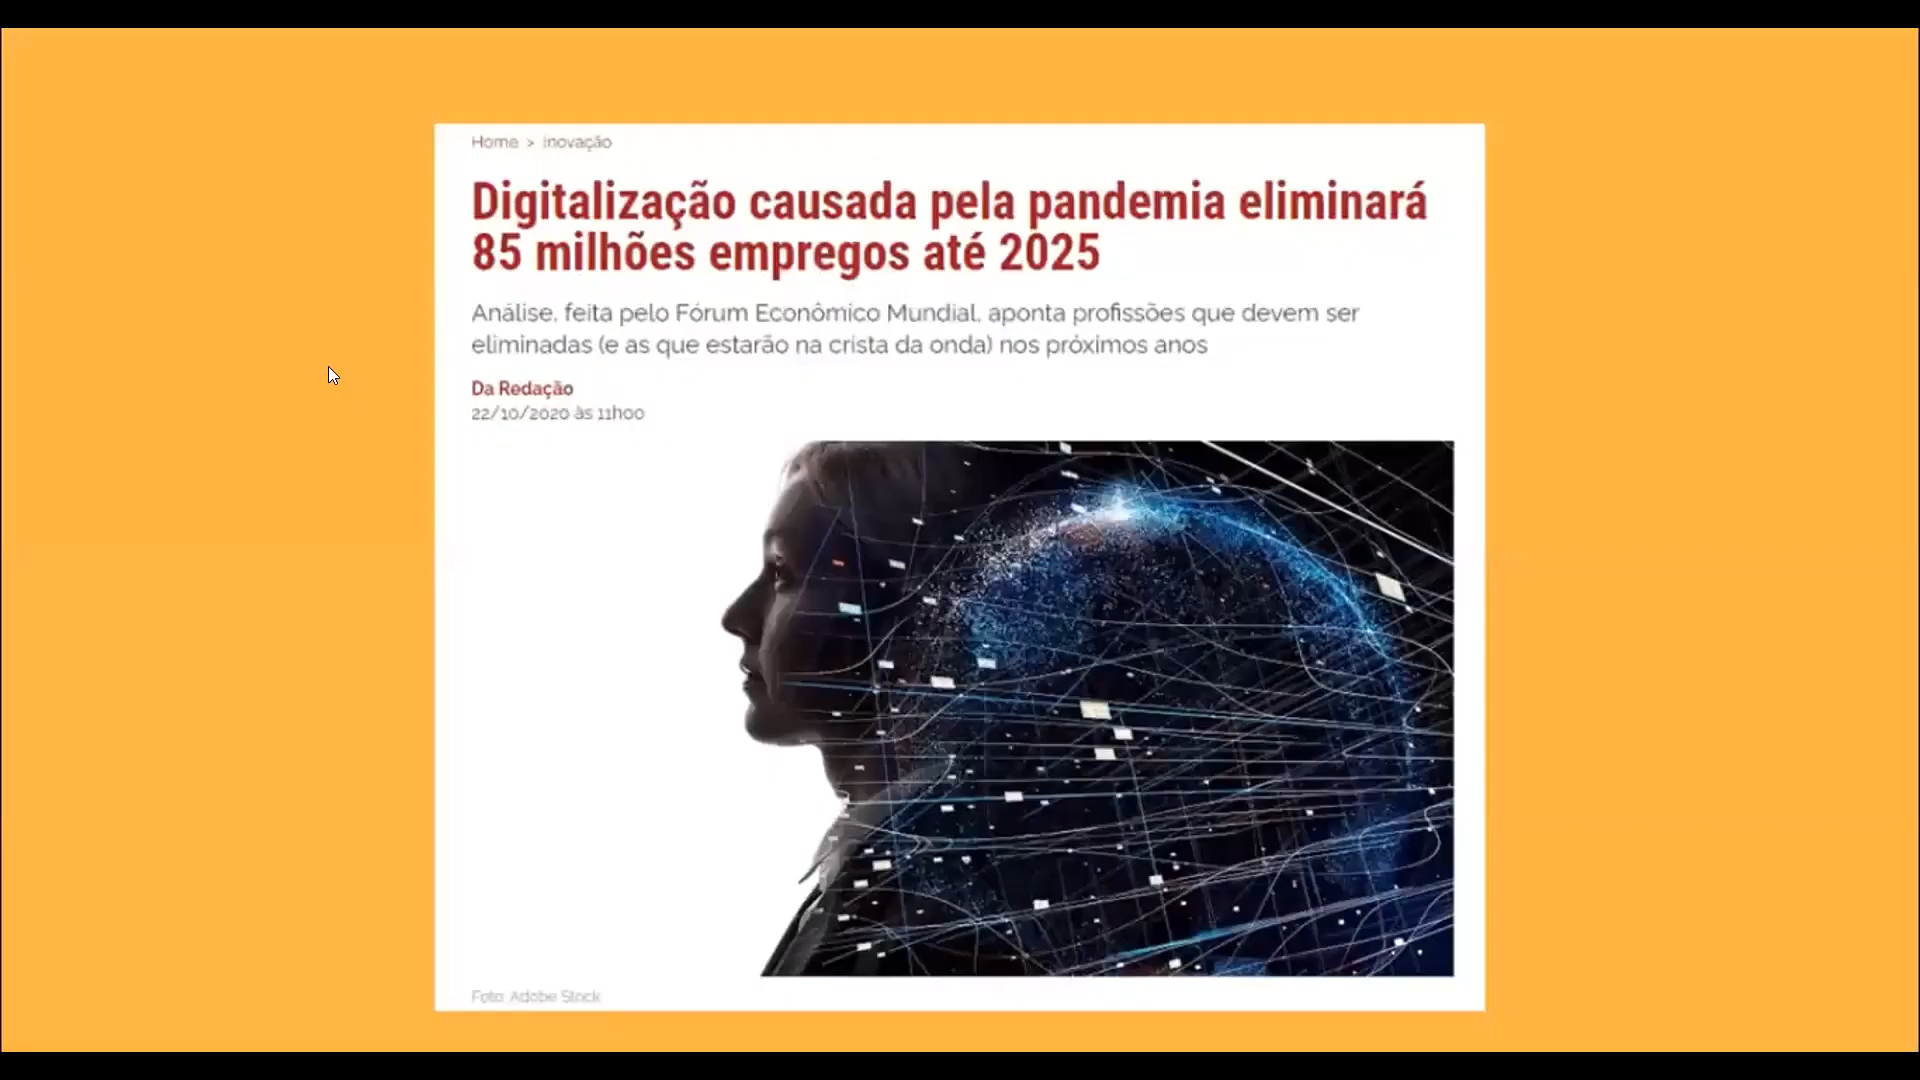 Home > Inovação
Digitalização causada pela pandemia eliminará
85 milhões empregos até 2025
Análise, feita pelo Fórum Econômico Mundial, aponta profissões que devem ser
eliminadas (e as que estarão na crista da onda) nos próximos anos
Da Redação
22/10/2020 às 11h00
Foto: Adobe Stock